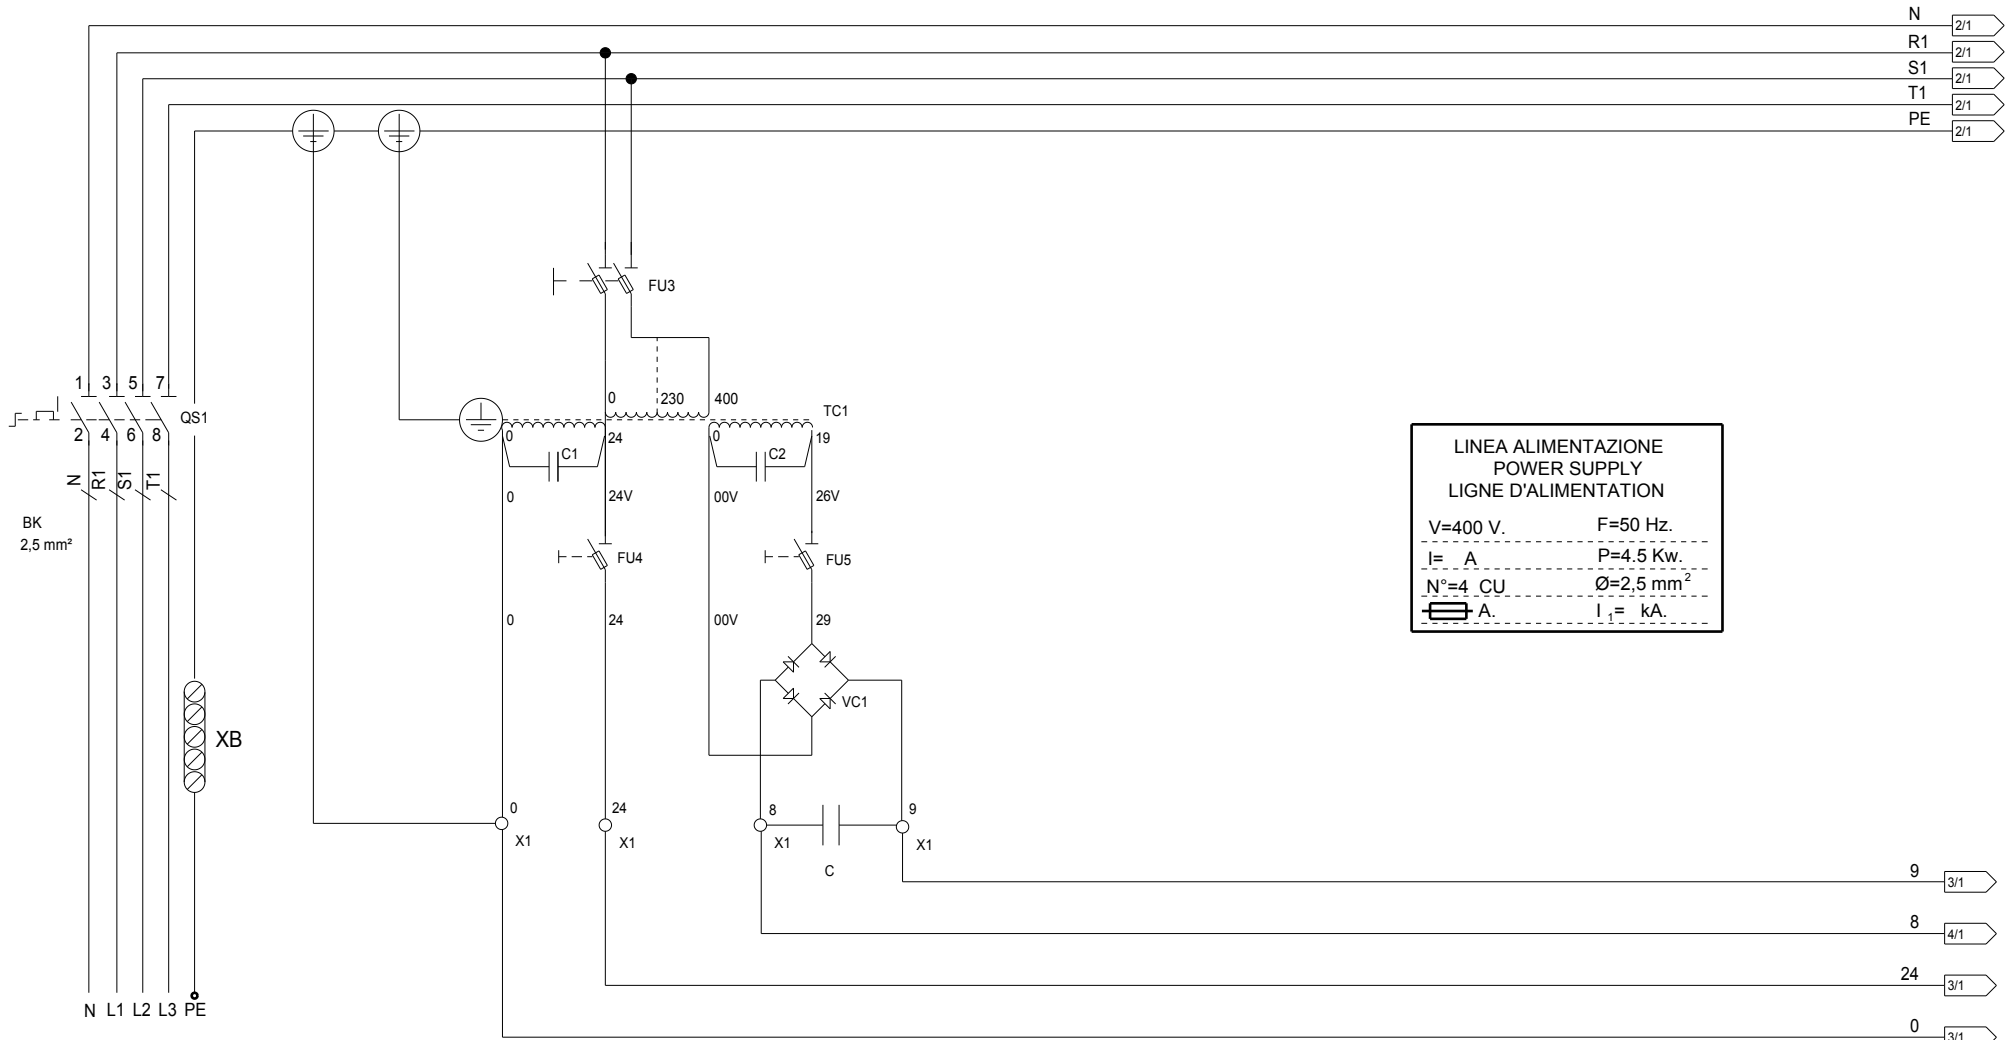 N
2/1
R1
2/1
S1
2/1
T1
2/1
PE
2/1
FU3
1 3 5 7
QS1
2 4 6 8
0 230 400
TC1
0 24 0 19
C1 C2
N R1 S1 T1
0 24V 00V 26V
BK
2,5 mm²
FU4 FU5
0 24 00V 29
VC1
XB
0 24 8 9
X1 X1 X1 X1
C
LINEA ALIMENTAZIONE
POWER SUPPLY
LIGNE D'ALIMENTATION
V=400 V. F=50 Hz.
I= A P=4.5 Kw.
N°=4 CU Ø=2,5 mm²
A. I ₁= kA.
9
3/1
8
4/1
24
3/1
0
3/1
N L1 L2 L3 PE